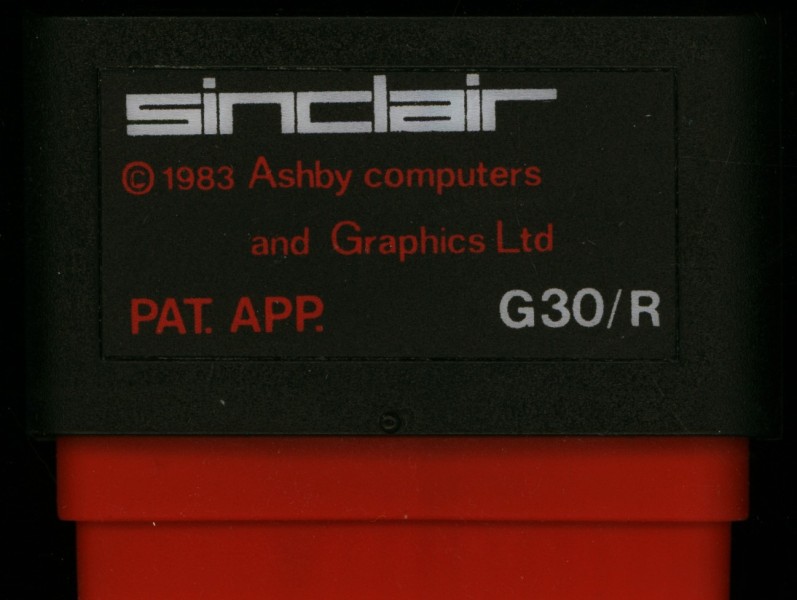 sinclair
© 1983 Ashby computers
and Graphics Ltd
PAT. APP. G30/R